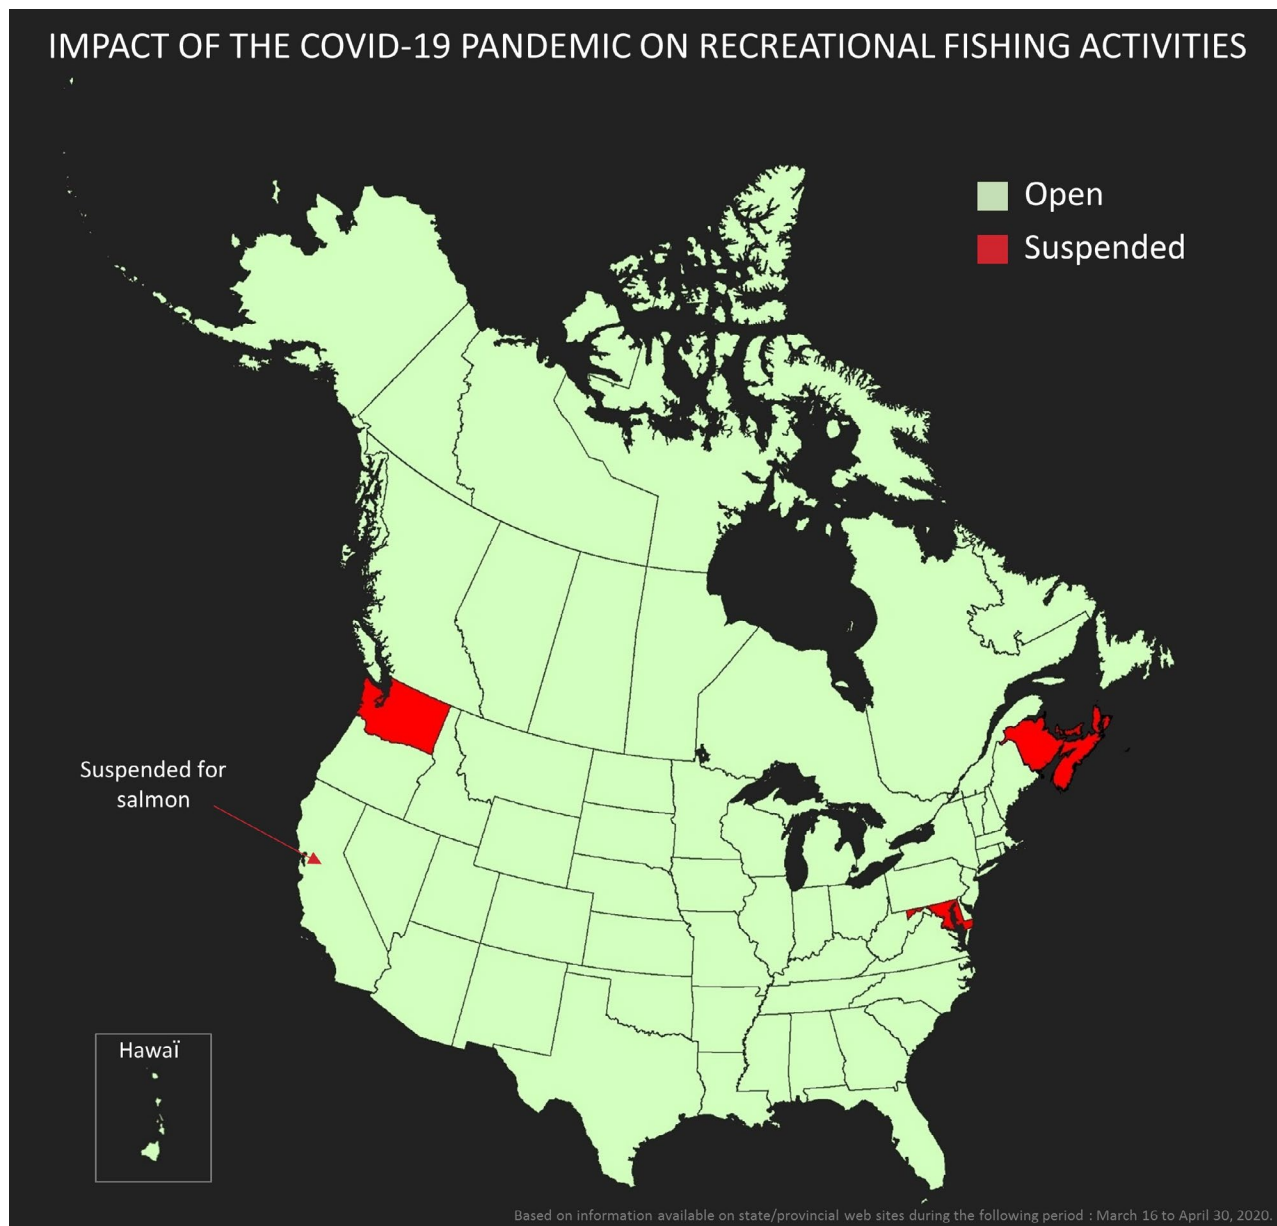 IMPACT OF THE COVID-19 PANDEMIC ON RECREATIONAL FISHING ACTIVITIES
Open
Suspended
Suspended for
salmon
Hawaï
Based on information available on state/provincial web sites during the following period : March 16 to April 30, 2020.